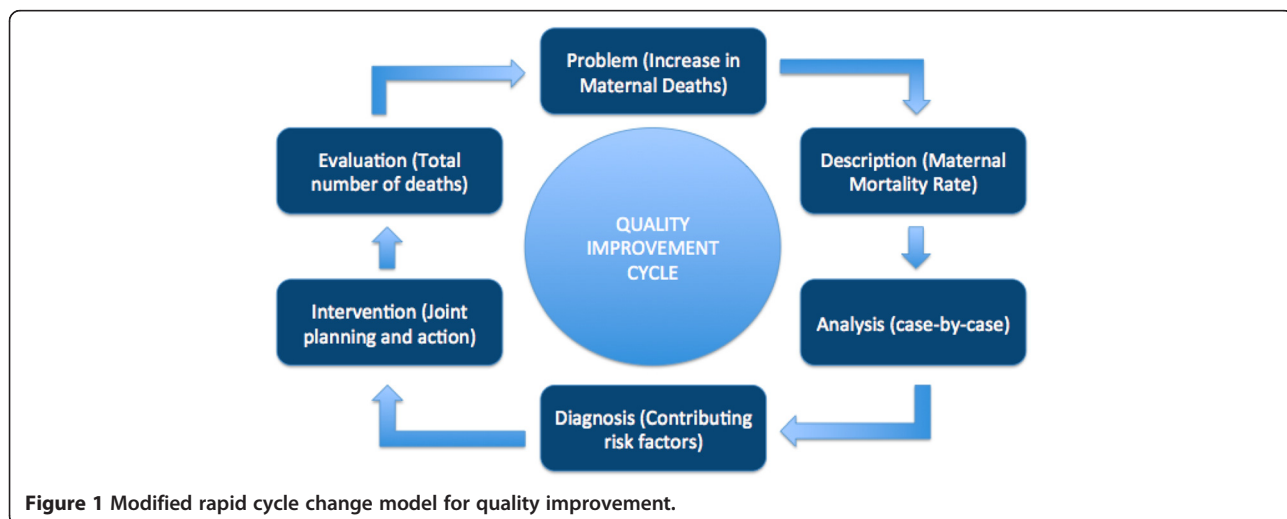 Problem (Increase in
Maternal Deaths)
Description (Maternal
Mortality Rate)
Analysis (case-by-case)
Diagnosis (Contributing
risk factors)
Intervention (Joint
planning and action)
Evaluation (Total
number of deaths)
QUALITY
IMPROVEMENT
CYCLE
Figure 1 Modified rapid cycle change model for quality improvement.